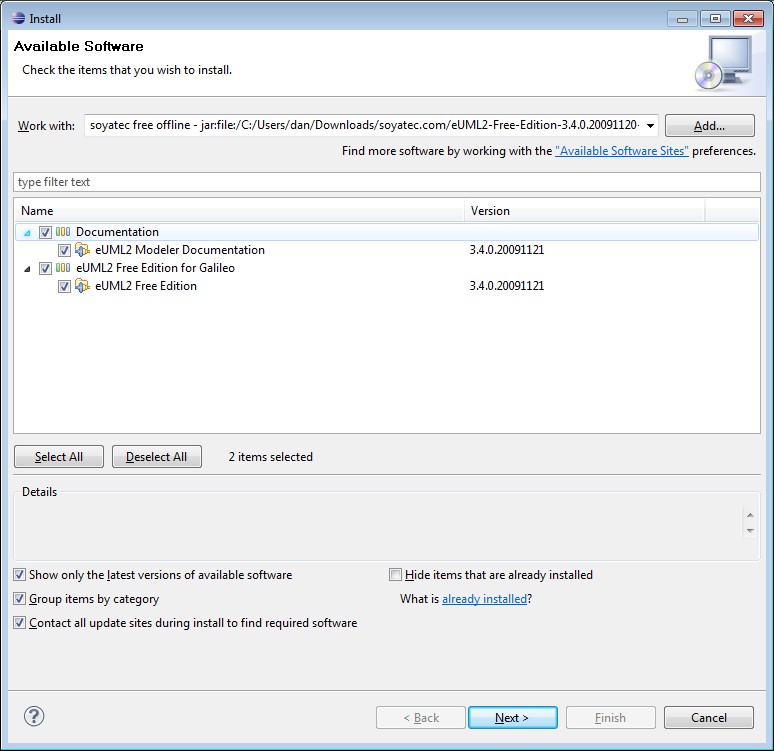 Install
Available Software
Check the items that you wish to install.
Work with: soyatec free offline - jar:file:/C:/Users/dan/Downloads/soyatec.com/eUML2-Free-Edition-3.4.0.20091120- Add...
Find more software by working with the "Available Software Sites" preferences.
type filter text
Name Version
Documentation
eUML2 Modeler Documentation 3.4.0.20091121
eUML2 Free Edition for Galileo
eUML2 Free Edition 3.4.0.20091121
Select All Deselect All 2 items selected
Details
Show only the latest versions of available software Hide items that are already installed
Group items by category What is already installed?
Contact all update sites during install to find required software
? < Back Next > Finish Cancel